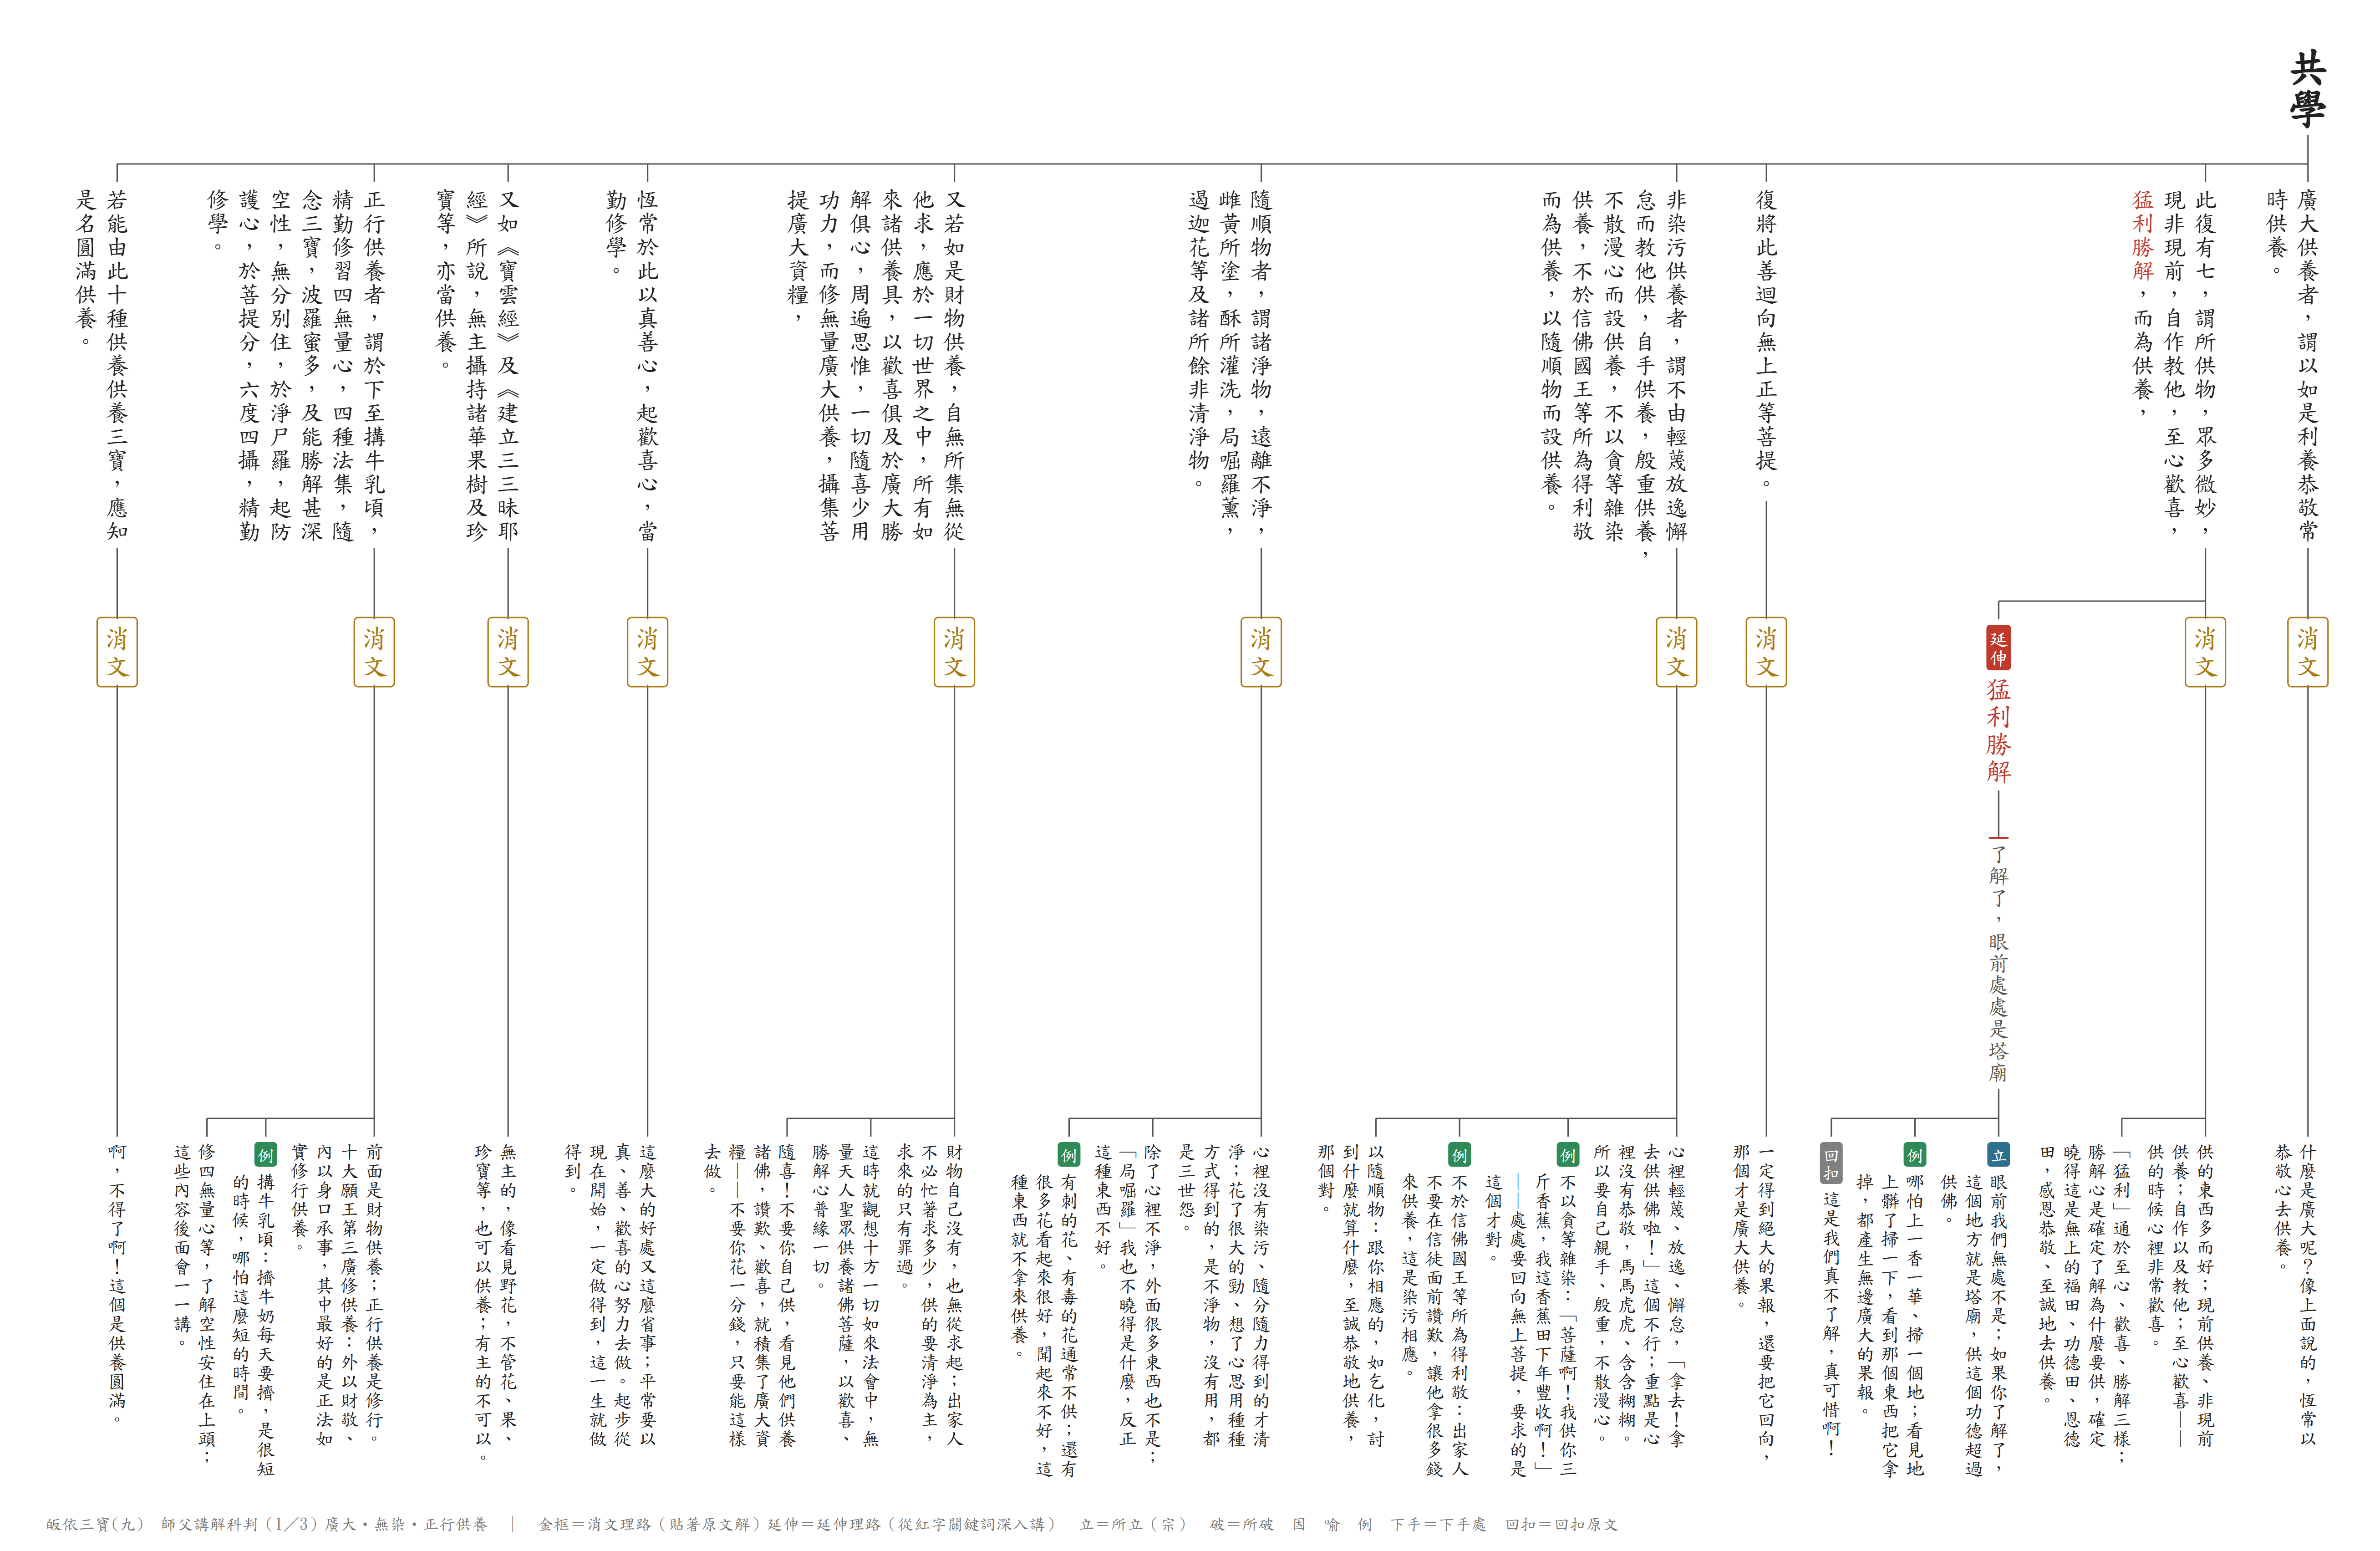 共學
廣大供養者，謂以如是利養恭敬常
時供養。
此復有七，謂所供物，眾多微妙，
現非現前，自作教他，至心歡喜，
猛利勝解，而為供養，
復將此善迴向無上正等菩提。
非染污供養者，謂不由輕蔑放逸懈
怠而教他供，自手供養，殷重供養，
不散漫心而設供養，不以貪等雜染
供養，不於信佛國王等所為得利敬
而為供養，以隨順物而設供養。
隨順物者，謂諸淨物，遠離不淨，
雌黃所塗，酥所灌洗，局崛羅薰，
遏迦花等及諸所餘非清淨物。
又若如是財物供養，自無所集無從
他求，應於一切世界之中，所有如
來諸供養具，以歡喜俱及於廣大勝
解俱心，周遍思惟，一切隨喜少用
功力，而修無量廣大供養，攝集菩
提廣大資糧，
恆常於此以真善心，起歡喜心，當
勤修學。
又如《寶雲經》及《建立三三昧耶
經》所說，無主攝持諸華果樹及珍
寶等，亦當供養。
正行供養者，謂於下至搆牛乳頃，
精勤修習四無量心，四種法集，隨
念三寶，波羅蜜多，及能勝解甚深
空性，無分別住，於淨尸羅，起防
護心，於菩提分，六度四攝，精勤
修學。
若能由此十種供養供養三寶，應知
是名圓滿供養。
消文
消文
延伸
猛利勝解
了解了，眼前處處是塔廟
消文
消文
消文
消文
消文
消文
消文
消文
什麼是廣大呢？像上面說的，恆常以
恭敬心去供養。
供的東西多而好；現前供養、非現前
供養；自作以及教他；至心歡喜——
供的時候心裡非常歡喜。
「猛利」通於至心、歡喜、勝解三樣；
勝解心是確定了解為什麼要供，確定
曉得這是無上的福田、功德田、恩德
田，感恩恭敬、至誠地去供養。
立
眼前我們無處不是；如果你了解了，
這個地方就是塔廟，供這個功德超過
供佛。
例
哪怕上一香一華、掃一個地；看見地
上髒了掃一下，看到那個東西把它拿
掉，都產生無邊廣大的果報。
回扣
這是我們真不了解，真可惜啊！
一定得到絕大的果報，還要把它回向，
那個才是廣大供養。
心裡輕蔑、放逸、懈怠，「拿去！拿
去供供佛啦！」這個不行；重點是心
裡沒有恭敬，馬馬虎虎、含含糊糊。
所以要自己親手、殷重，不散漫心。
例
不以貪等雜染：「菩薩啊！我供你三
斤香蕉，我這香蕉田下年豐收啊！」
——處處要回向無上菩提，要求的是
這個才對。
例
不於信佛國王等所為得利敬：出家人
不要在信徒面前讚歎，讓他拿很多錢
來供養，這是染污相應。
以隨順物：跟你相應的，如乞化，討
到什麼就算什麼，至誠恭敬地供養，
那個對。
心裡沒有染污、隨分隨力得到的才清
淨；花了很大的勁、想了心思用種種
方式得到的，是不淨物，沒有用，都
是三世怨。
除了心裡不淨，外面很多東西也不是；
「局崛羅」我也不曉得是什麼，反正
這種東西不好。
例
有刺的花、有毒的花通常不供；還有
很多花看起來很好，聞起來不好，這
種東西就不拿來供養。
財物自己沒有，也無從求起；出家人
不必忙著求多少，供的要清淨為主，
求來的只有罪過。
這時就觀想十方一切如來法會中，無
量天人聖眾供養諸佛菩薩，以歡喜、
勝解心普緣一切。
隨喜！不要你自己供，看見他們供養
諸佛，讚歎、歡喜，就積集了廣大資
糧——不要你花一分錢，只要能這樣
去做。
這麼大的好處又這麼省事；平常要以
真、善、歡喜的心努力去做。起步從
現在開始，一定做得到，這一生就做
得到。
無主的，像看見野花，不管花、果、
珍寶等，也可以供養；有主的不可以。
前面是財物供養；正行供養是修行。
十大願王第三廣修供養：外以財敬、
內以身口承事，其中最好的是正法如
實修行供養。
例
搆牛乳頃：擠牛奶每天要擠，是很短
的時候，哪怕這麼短的時間。
修四無量心等，了解空性安住在上頭；
這些內容後面會一一講。
啊，不得了啊！這個是供養圓滿。
皈依三寶（九）　師父講解科判（1／3）廣大・無染・正行供養　｜　金框＝消文理路（貼著原文解）延伸＝延伸理路（從紅字關鍵詞深入講）　立＝所立（宗）　破＝所破　因　喻　例　下手＝下手處　回扣＝回扣原文